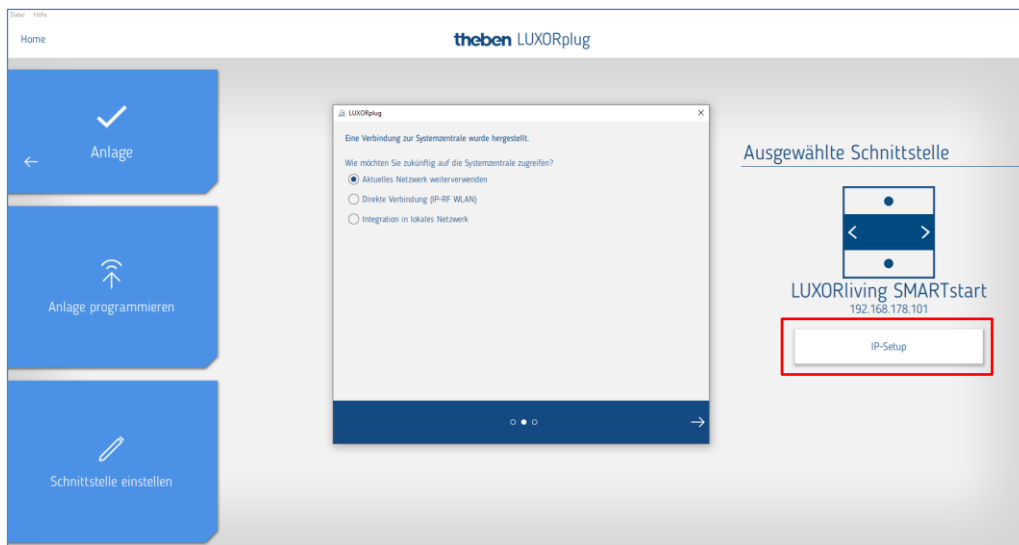 Datei Hilfe
Home
theben LUXORplug
Anlage
Anlage programmieren
Schnittstelle einstellen
LUXORplug
Eine Verbindung zur Systemzentrale wurde hergestellt.
Wie möchten Sie zukünftig auf die Systemzentrale zugreifen?
Aktuelles Netzwerk weiterverwenden
Direkte Verbindung (IP-RF WLAN)
Integration in lokales Netzwerk
Ausgewählte Schnittstelle
LUXORliving SMARTstart
192.168.178.101
IP-Setup